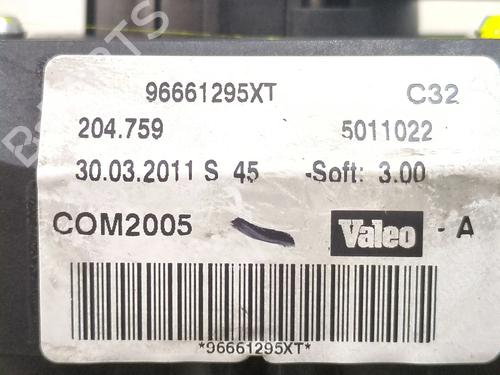 96661295XT C32
204.759 5011022
30.03.2011 S 45 -Soft: 3.00
COM2005 Valeo - A
*96661295XT*